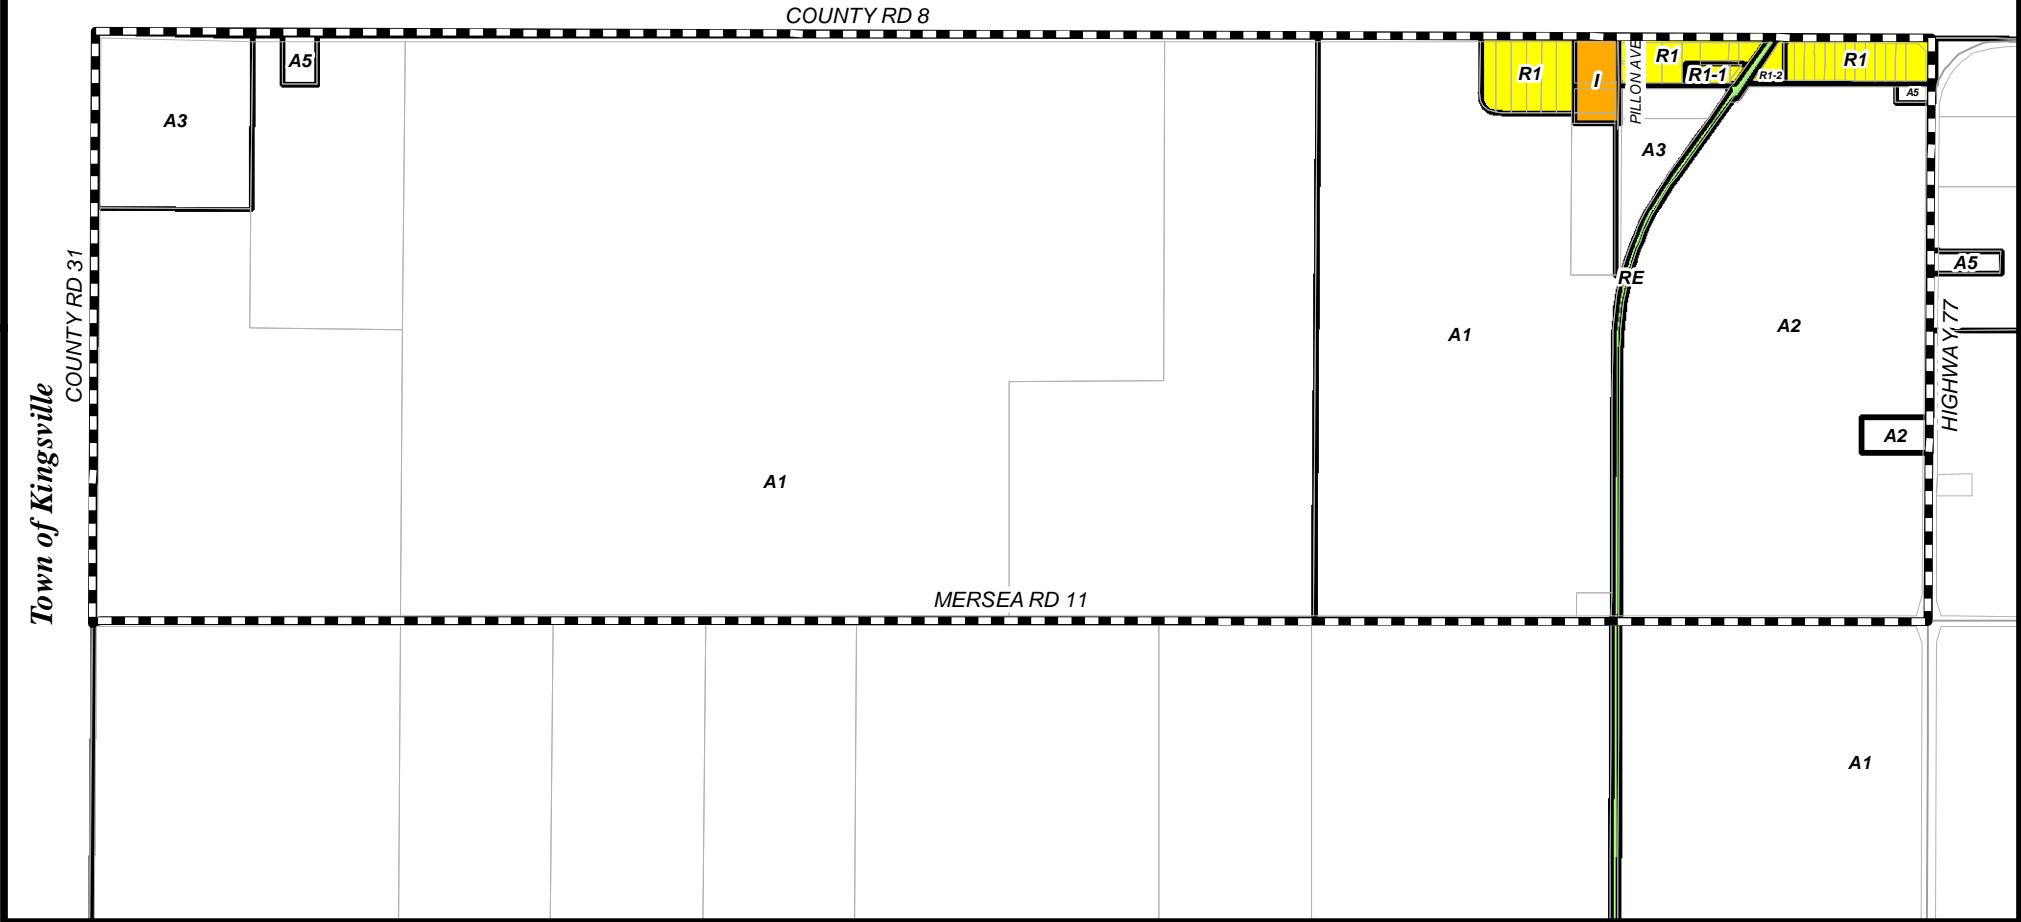 COUNTY RD 8
A5
R1
I
PILLON AVE
R1
R1-1
R1-2
R1
A5
A3
A3
A5
COUNTY RD 31
RE
A1
A2
HIGHWAY 77
Town of Kingsville
A2
A1
MERSEA RD 11
A1